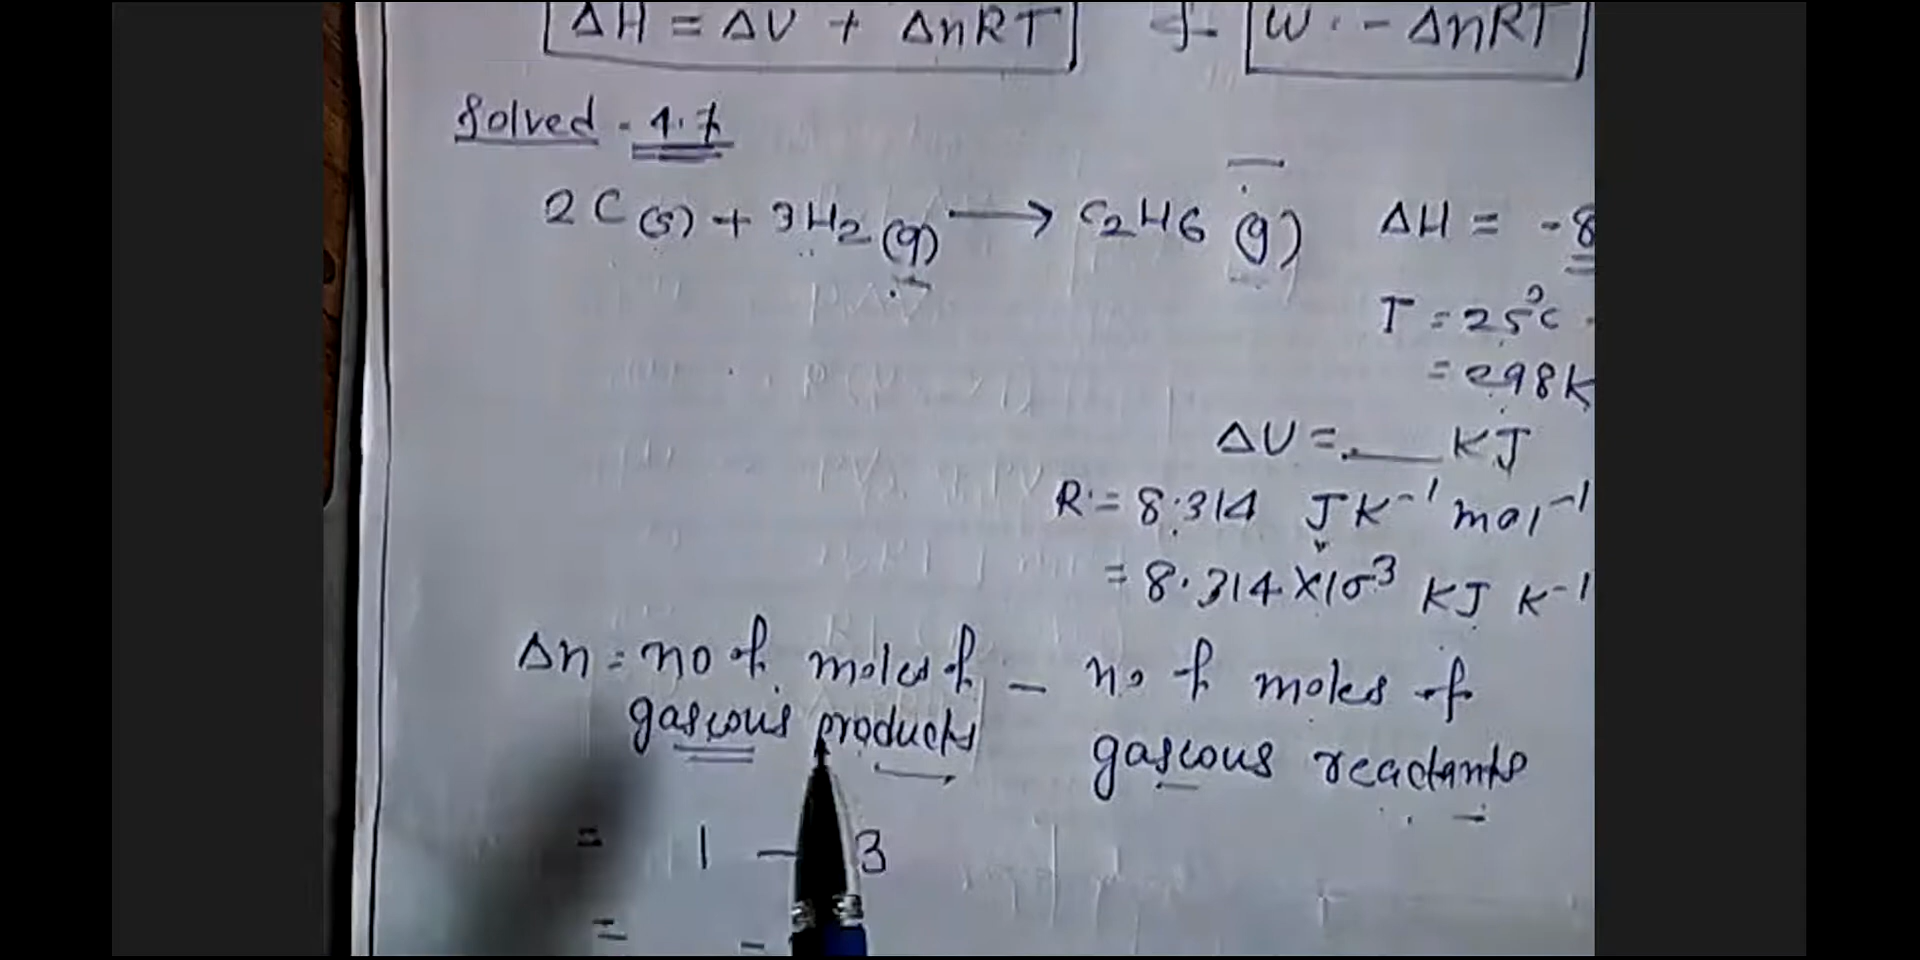 ΔH = ΔU + ΔnRT & W = - ΔnRT
Solved - 4.7
2C(s) + 3H2(g) → C2H6(g) ΔH = -8
T = 25°C
= 298K
ΔU = ___ KJ
R = 8.314 JK⁻¹ mol⁻¹
= 8.314 × 10⁻³ KJ K⁻¹
Δn = no of moles of - no of moles of
gaseous products gaseous reactants
= 1 - 3
= -